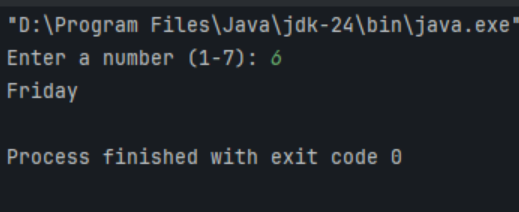 "D:\Program Files\Java\jdk-24\bin\java.exe"
Enter a number (1-7): 6
Friday
Process finished with exit code 0